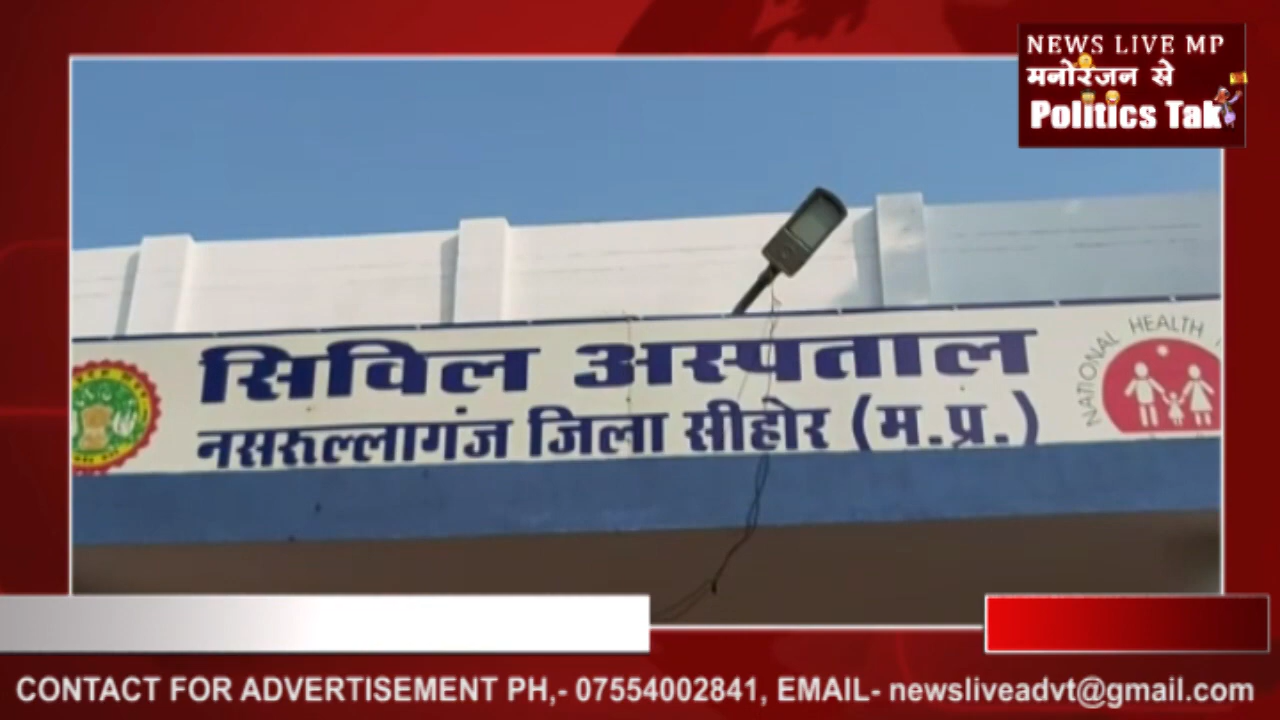 NEWS LIVE MP
मनोरंजन से
Politics Tak
सिविल अस्पताल
नसरूल्लागंज जिला सीहोर (म.प्र.)
NATIONAL HEALTH
CONTACT FOR ADVERTISEMENT PH,- 07554002841, EMAIL- newsliveadvt@gmail.com